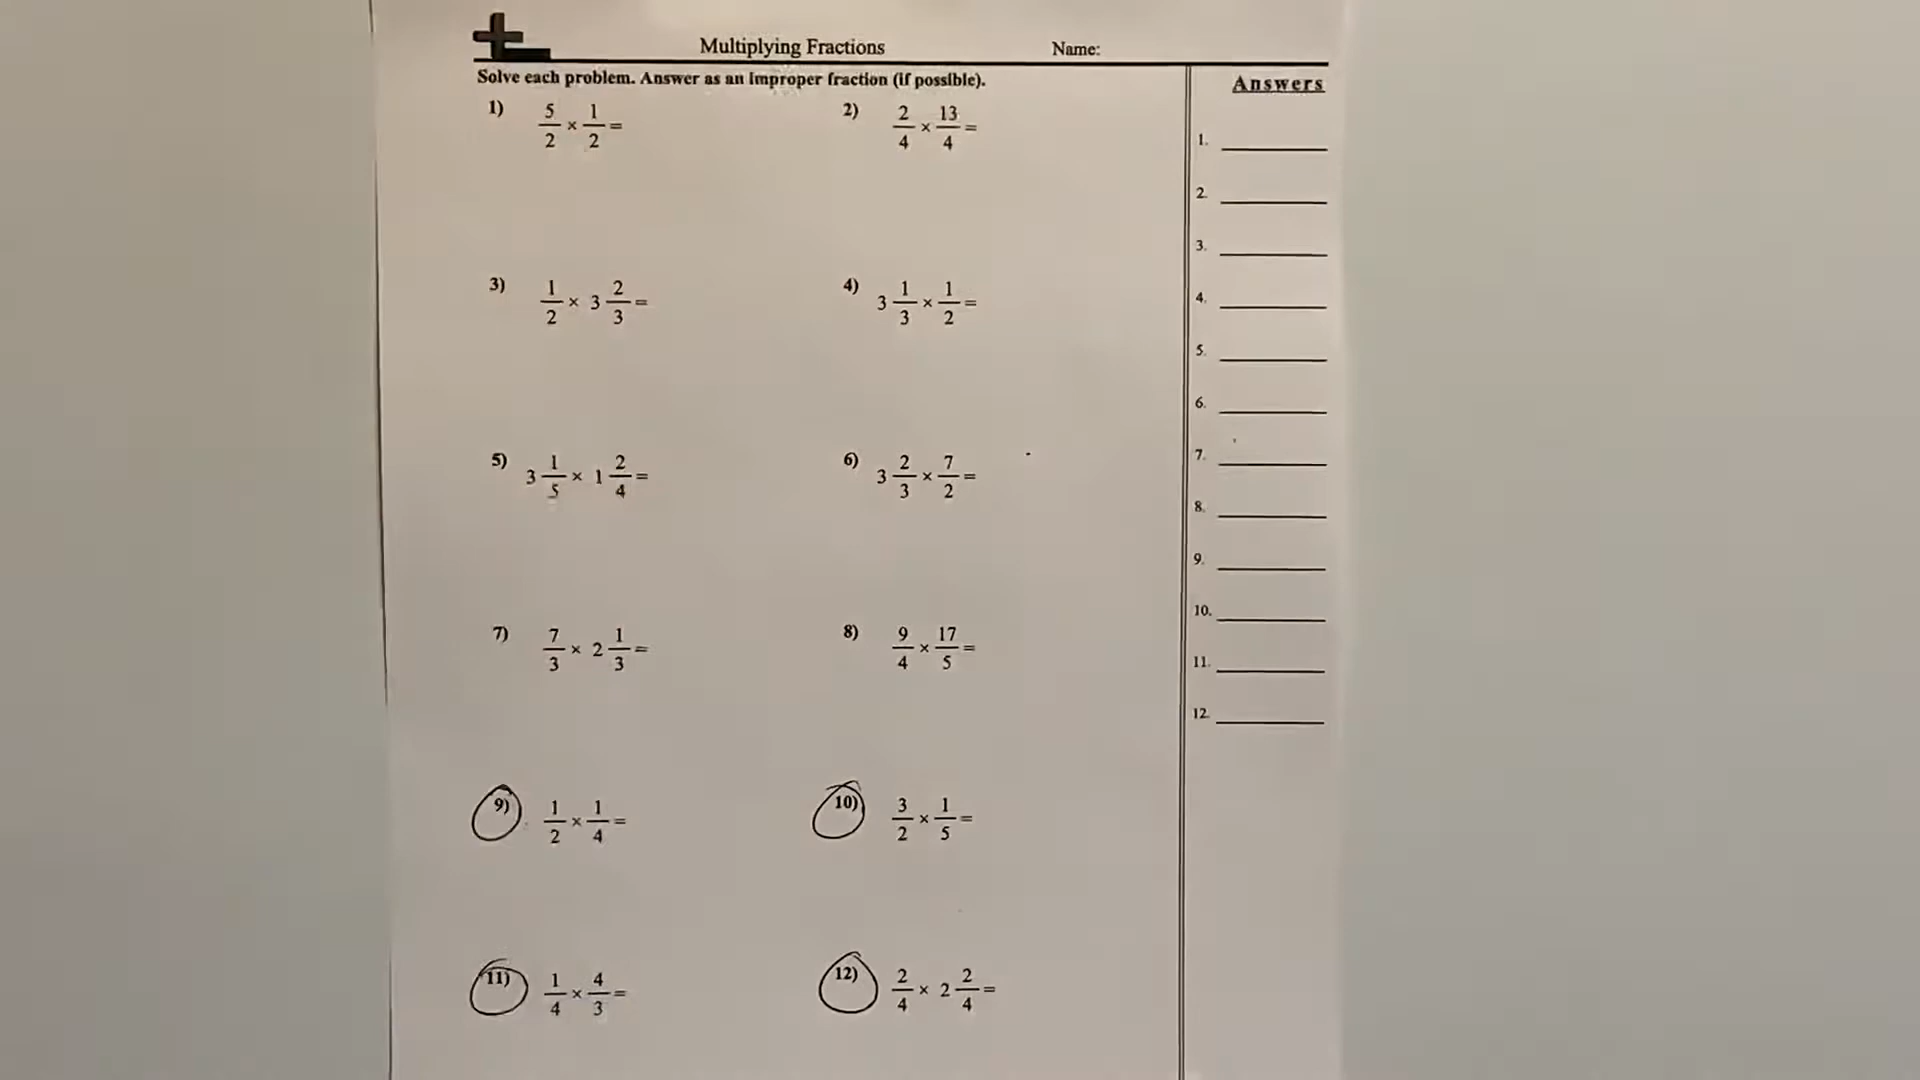 Multiplying Fractions Name:
Solve each problem. Answer as an improper fraction (if possible). Answers
1) 5/2 × 1/2 =
2) 2/4 × 13/4 =
3) 1/2 × 3 2/3 =
4) 3 1/3 × 1/2 =
5) 3 1/5 × 1 2/4 =
6) 3 2/3 × 7/2 =
7) 7/3 × 2 1/3 =
8) 9/4 × 17/5 =
9) 1/2 × 1/4 =
10) 3/2 × 1/5 =
11) 1/4 × 4/3 =
12) 2/4 × 2 2/4 =
1.
2.
3.
4.
5.
6.
7.
8.
9.
10.
11.
12.